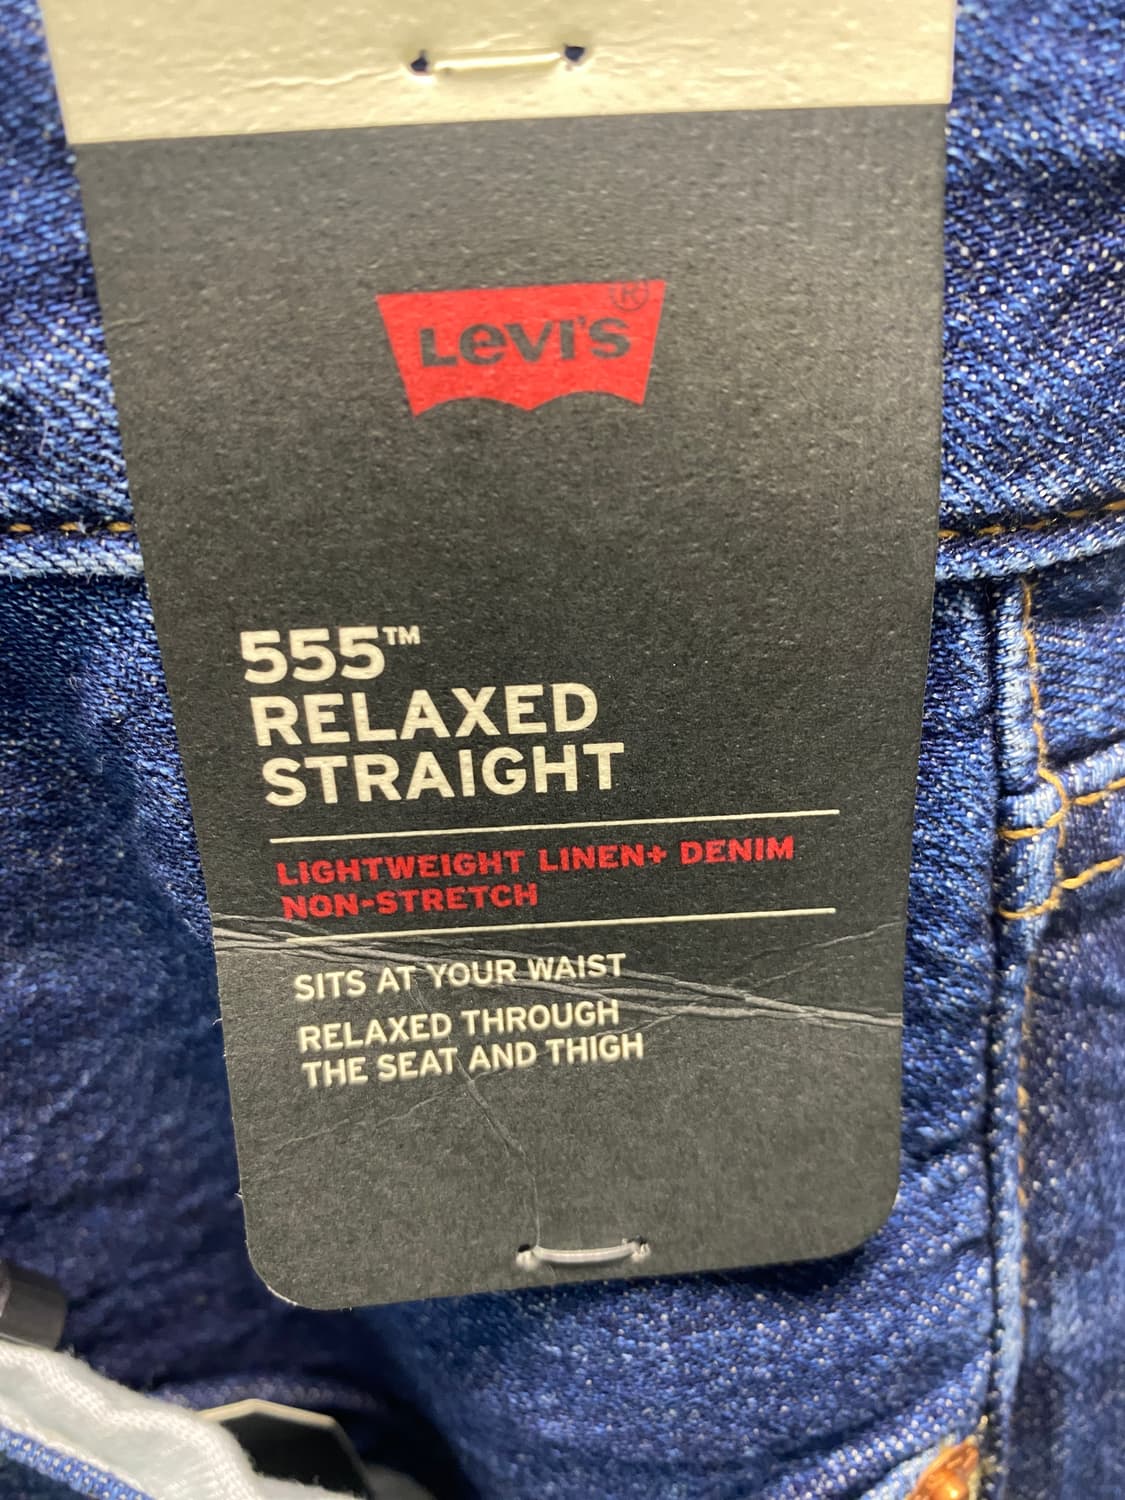 Levi's®
555™
RELAXED
STRAIGHT
LIGHTWEIGHT LINEN+ DENIM
NON-STRETCH
SITS AT YOUR WAIST
RELAXED THROUGH
THE SEAT AND THIGH